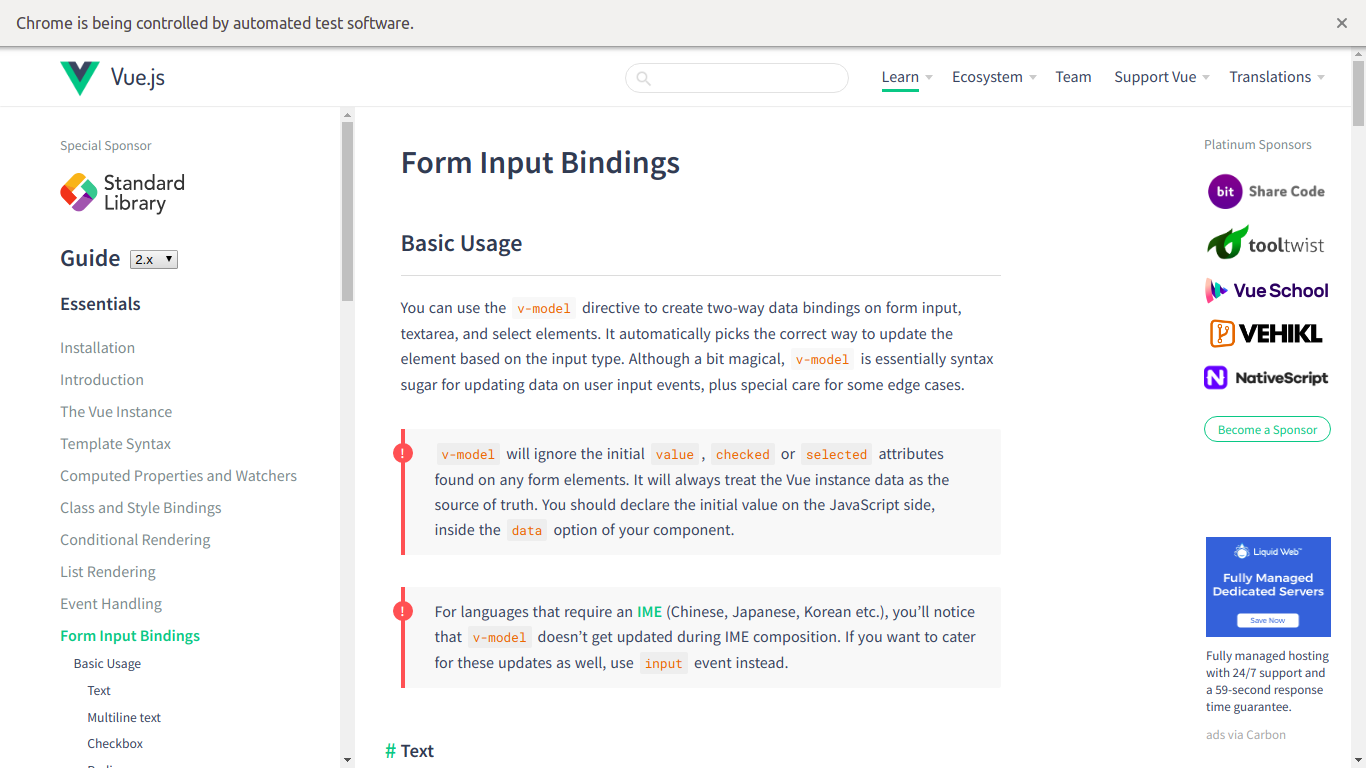 Chrome is being controlled by automated test software.
Vue.js
Learn
Ecosystem
Team
Support Vue
Translations
Special Sponsor
Standard
Library
Guide
2.x
Essentials
Installation
Introduction
The Vue Instance
Template Syntax
Computed Properties and Watchers
Class and Style Bindings
Conditional Rendering
List Rendering
Event Handling
Form Input Bindings
Basic Usage
Text
Multiline text
Checkbox
Form Input Bindings
Basic Usage
You can use the v-model directive to create two-way data bindings on form input,
textarea, and select elements. It automatically picks the correct way to update the
element based on the input type. Although a bit magical, v-model is essentially syntax
sugar for updating data on user input events, plus special care for some edge cases.
! v-model will ignore the initial value , checked or selected attributes
found on any form elements. It will always treat the Vue instance data as the
source of truth. You should declare the initial value on the JavaScript side,
inside the data option of your component.
! For languages that require an IME (Chinese, Japanese, Korean etc.), you’ll notice
that v-model doesn’t get updated during IME composition. If you want to cater
for these updates as well, use input event instead.
# Text
Platinum Sponsors
bit Share Code
tooltwist
Vue School
VEHIKL
NativeScript
Become a Sponsor
Liquid Web™
Fully Managed
Dedicated Servers
Save Now
Fully managed hosting
with 24/7 support and
a 59-second response
time guarantee.
ads via Carbon